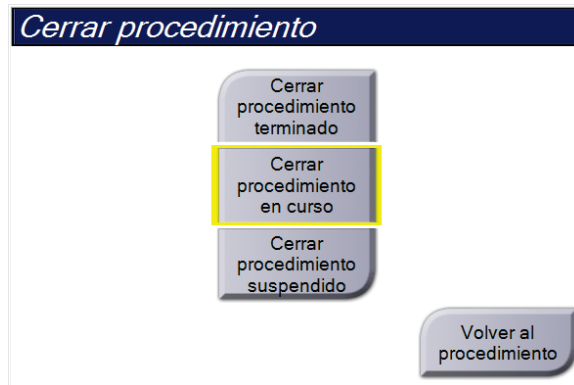 Cerrar procedimiento
Cerrar
procedimiento
terminado
Cerrar
procedimiento
en curso
Cerrar
procedimiento
suspendido
Volver al
procedimiento